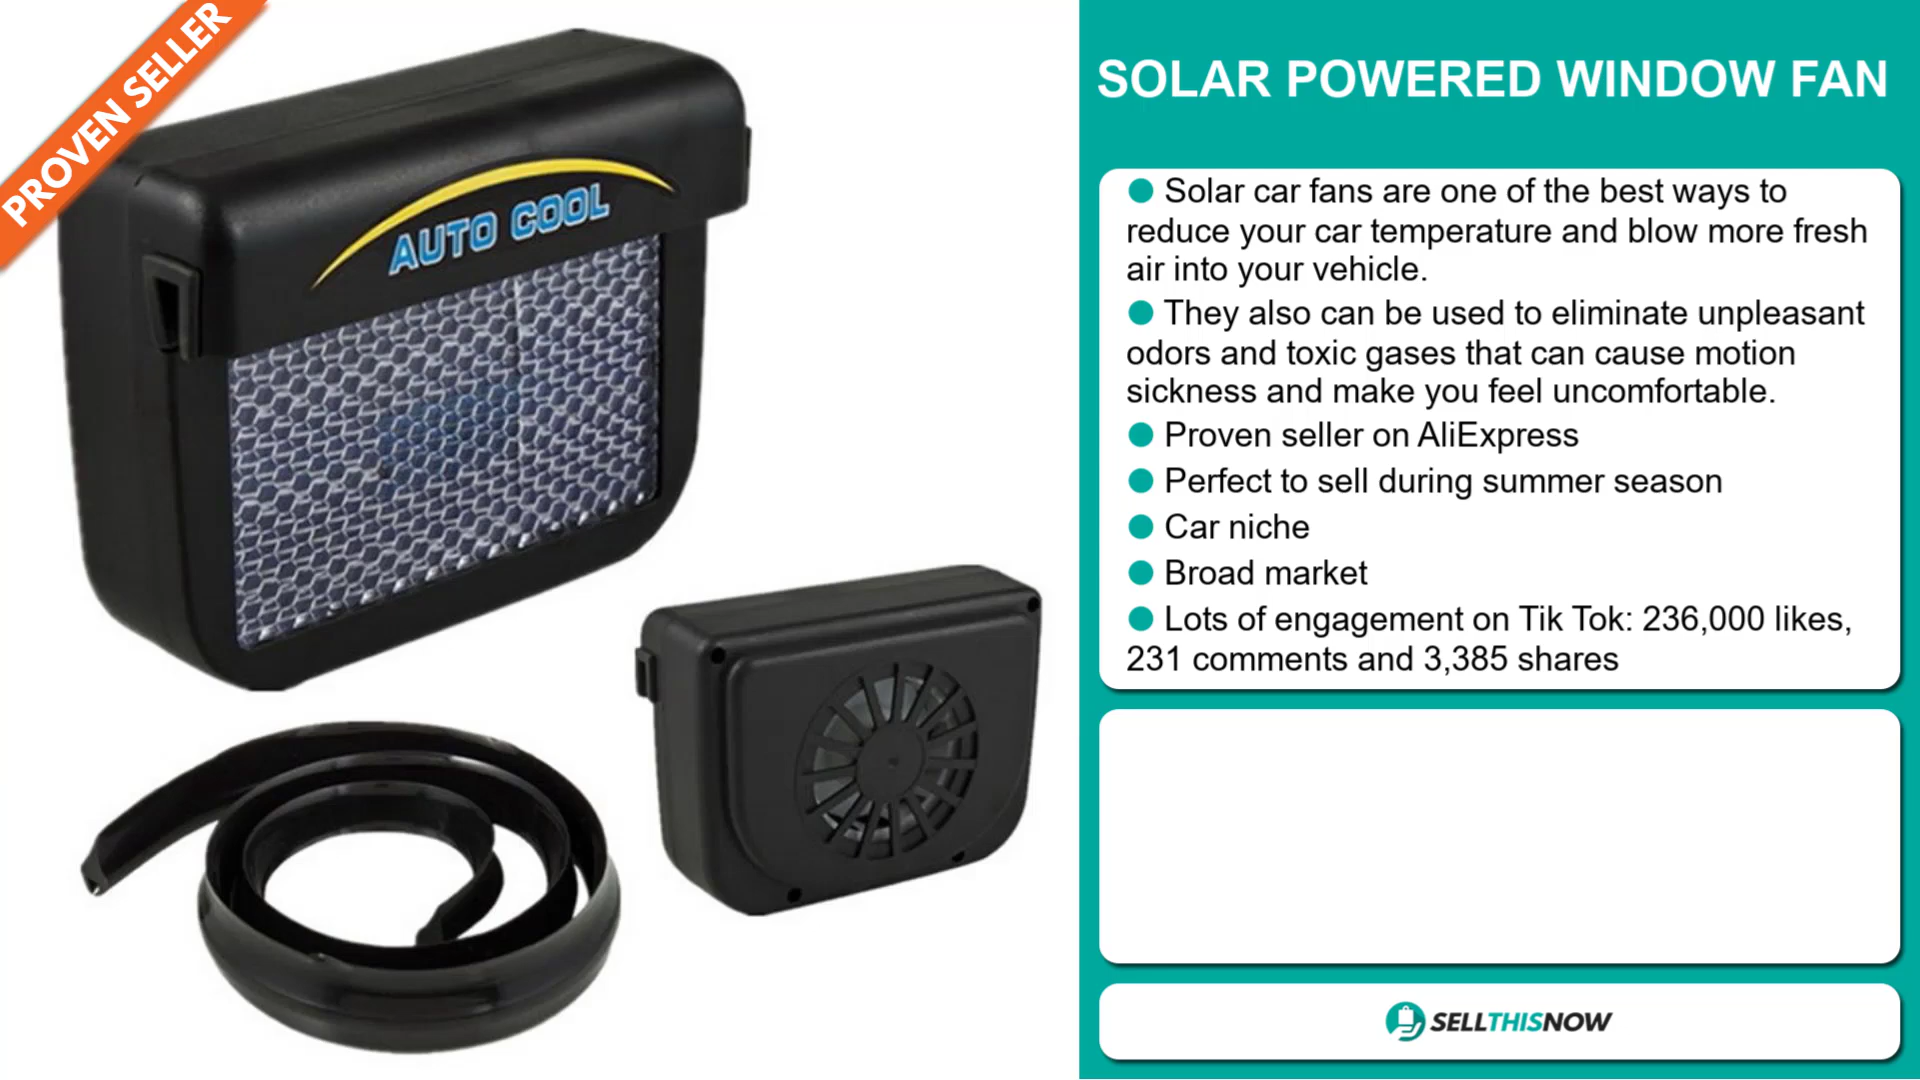 PROVEN SELLER
AUTO COOL
SOLAR POWERED WINDOW FAN
● Solar car fans are one of the best ways to
reduce your car temperature and blow more fresh
air into your vehicle.
● They also can be used to eliminate unpleasant
odors and toxic gases that can cause motion
sickness and make you feel uncomfortable.
● Proven seller on AliExpress
● Perfect to sell during summer season
● Car niche
● Broad market
● Lots of engagement on Tik Tok: 236,000 likes,
231 comments and 3,385 shares
SELLTHISNOW